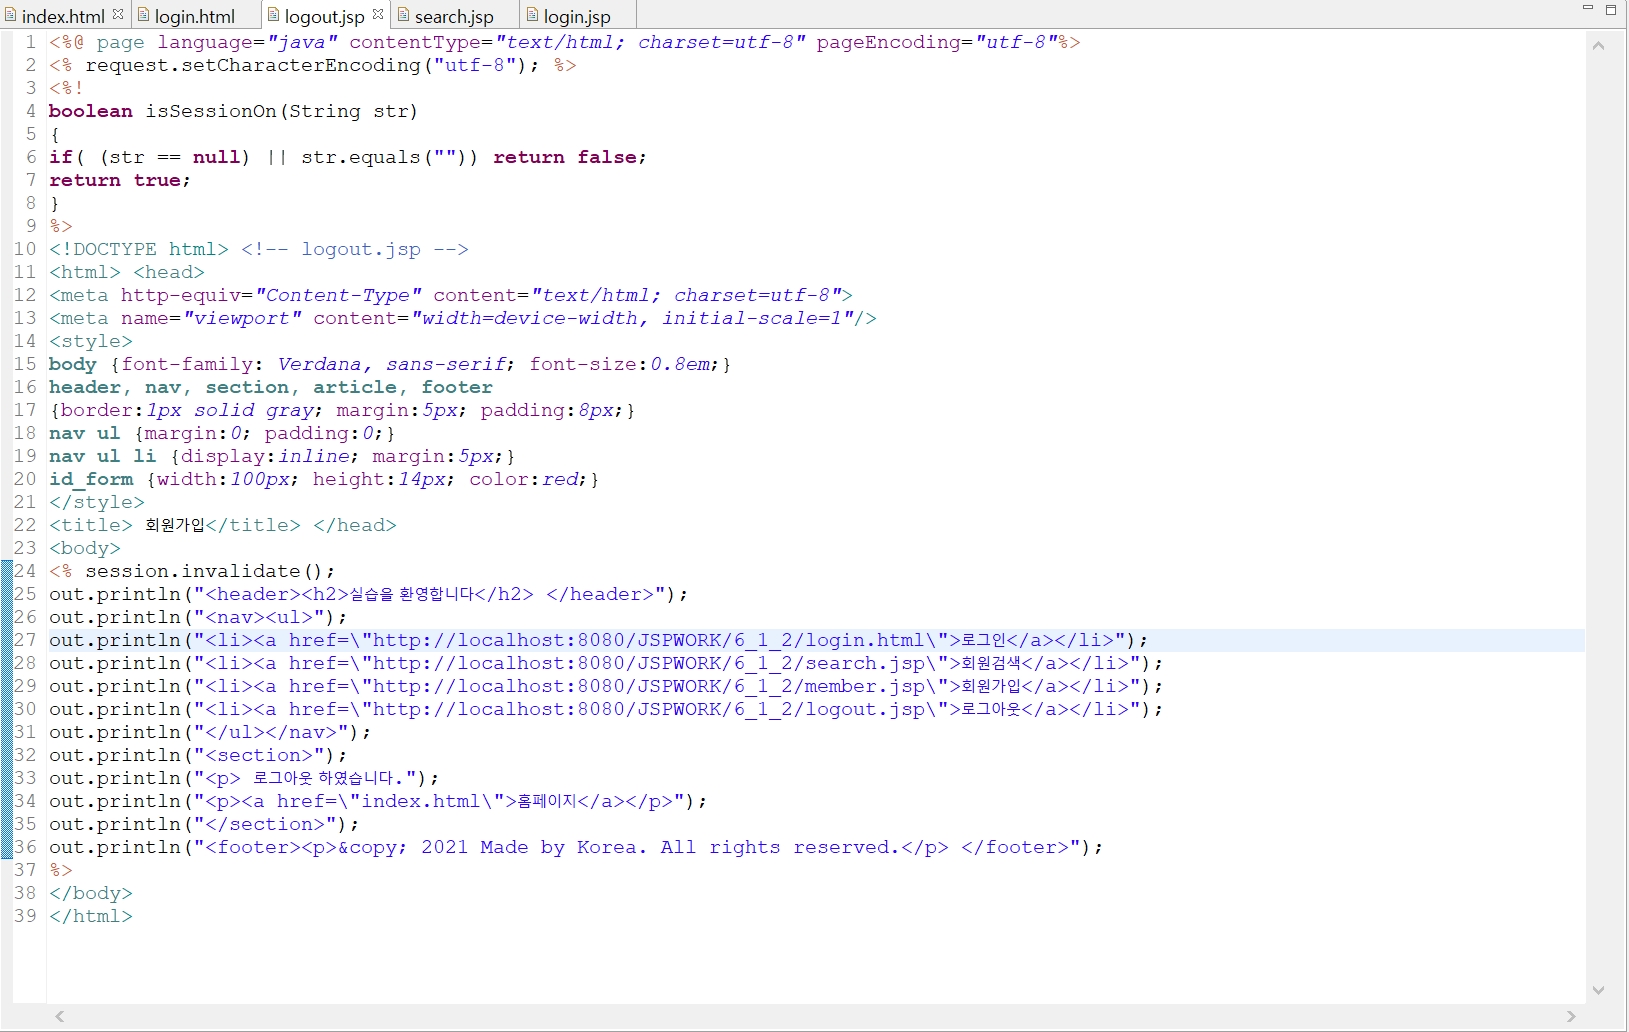 index.html login.html logout.jsp search.jsp login.jsp
1 <%@ page language="java" contentType="text/html; charset=utf-8" pageEncoding="utf-8"%>
2 <% request.setCharacterEncoding("utf-8"); %>
3 <%!
4 boolean isSessionOn(String str)
5 {
6 if( (str == null) || str.equals("")) return false;
7 return true;
8 }
9 %>
10 <!DOCTYPE html> <!-- logout.jsp -->
11 <html> <head>
12 <meta http-equiv="Content-Type" content="text/html; charset=utf-8">
13 <meta name="viewport" content="width=device-width, initial-scale=1"/>
14 <style>
15 body {font-family: Verdana, sans-serif; font-size:0.8em;}
16 header, nav, section, article, footer
17 {border:1px solid gray; margin:5px; padding:8px;}
18 nav ul {margin:0; padding:0;}
19 nav ul li {display:inline; margin:5px;}
20 id_form {width:100px; height:14px; color:red;}
21 </style>
22 <title> 회원가입</title> </head>
23 <body>
24 <% session.invalidate();
25 out.println("<header><h2>실습을 환영합니다</h2> </header>");
26 out.println("<nav><ul>");
27 out.println("<li><a href=\"http://localhost:8080/JSPWORK/6_1_2/login.html\">로그인</a></li>");
28 out.println("<li><a href=\"http://localhost:8080/JSPWORK/6_1_2/search.jsp\">회원검색</a></li>");
29 out.println("<li><a href=\"http://localhost:8080/JSPWORK/6_1_2/member.jsp\">회원가입</a></li>");
30 out.println("<li><a href=\"http://localhost:8080/JSPWORK/6_1_2/logout.jsp\">로그아웃</a></li>");
31 out.println("</ul></nav>");
32 out.println("<section>");
33 out.println("<p> 로그아웃 하였습니다.");
34 out.println("<p><a href=\"index.html\">홈페이지</a></p>");
35 out.println("</section>");
36 out.println("<footer><p>&copy; 2021 Made by Korea. All rights reserved.</p> </footer>");
37 %>
38 </body>
39 </html>